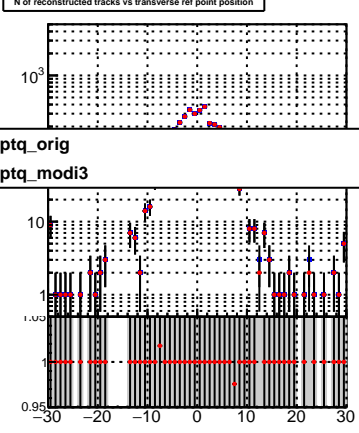 N of reconstructed tracks vs transverse ref point position
10³
ptq_orig
ptq_modi3
10
1
1.05
1
0.95
−30 −20 −10 0 10 20 30